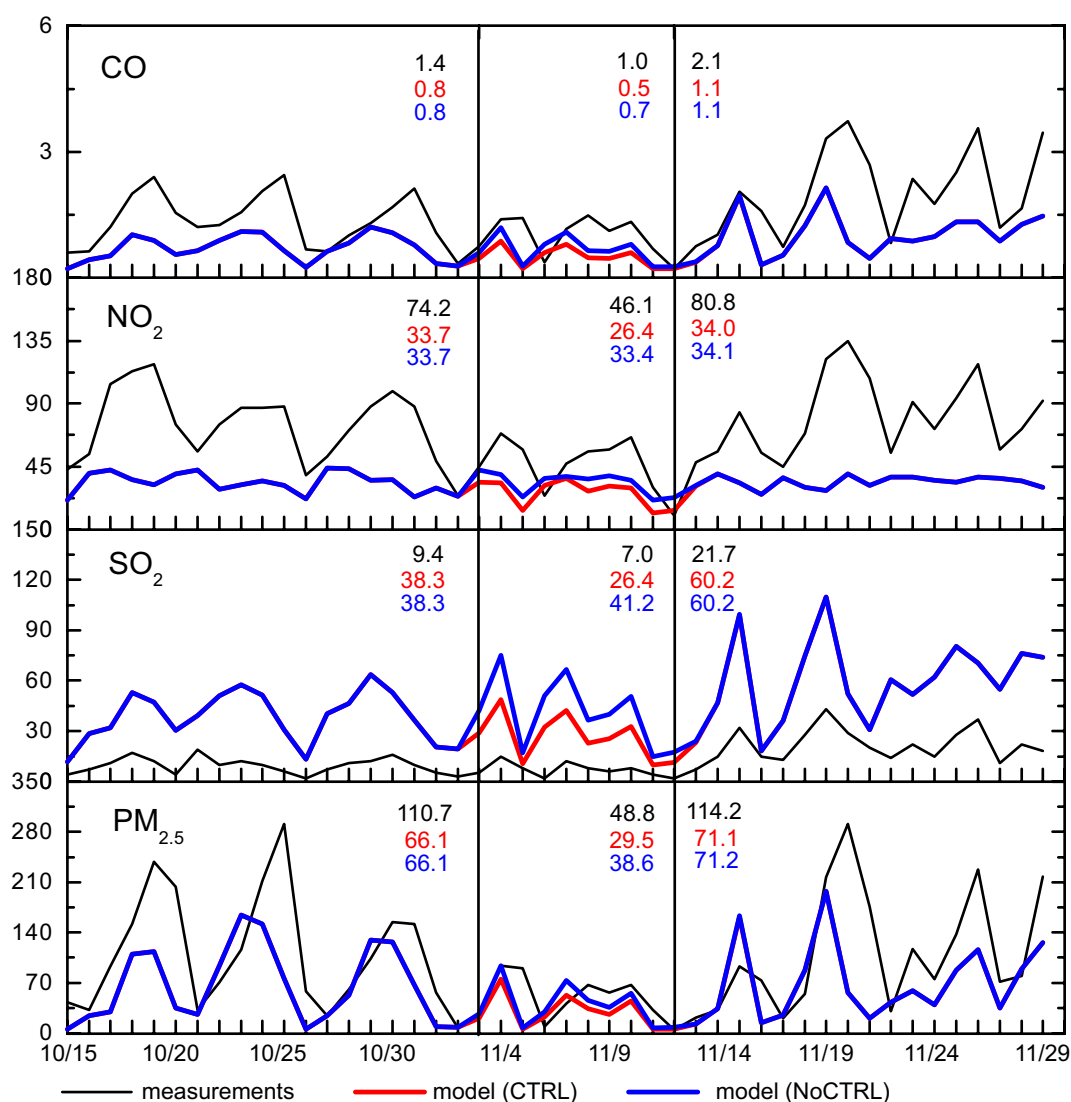 6
CO
1.4 1.0 2.1
0.8 0.5 1.1
0.8 0.7 1.1
3
180
NO2
74.2 46.1 80.8
33.7 26.4 34.0
33.7 33.4 34.1
135
90
45
150
SO2
9.4 7.0 21.7
38.3 26.4 60.2
38.3 41.2 60.2
120
90
60
30
350
PM2.5
110.7 48.8 114.2
66.1 29.5 71.1
66.1 38.6 71.2
280
210
140
70
0
10/15 10/20 10/25 10/30 11/4 11/9 11/14 11/19 11/24 11/29
measurements model (CTRL) model (NoCTRL)